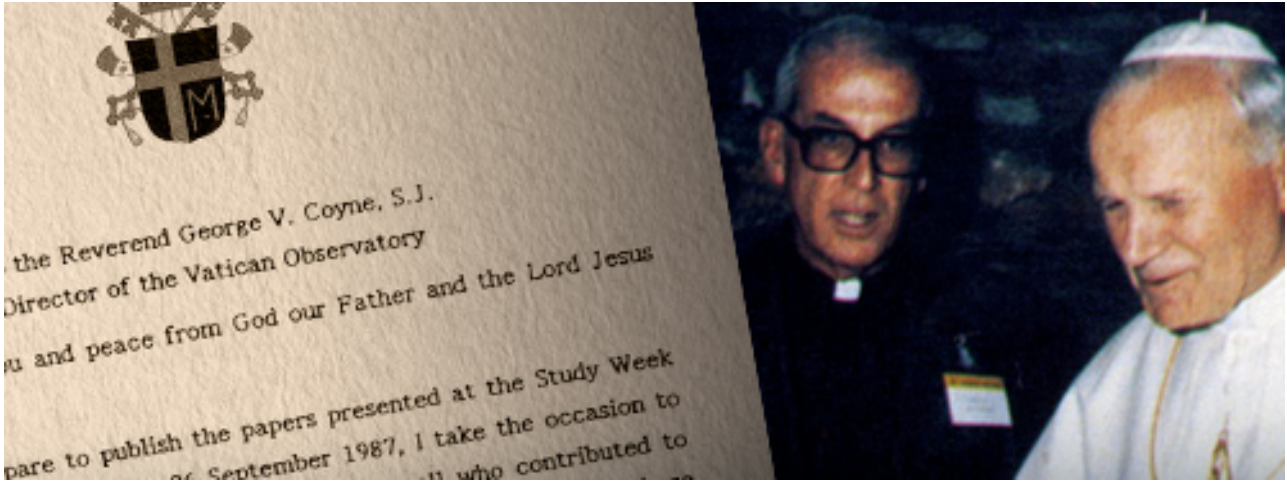 the Reverend George V. Coyne, S.J.
Director of the Vatican Observatory
and peace from God our Father and the Lord Jesus
to publish the papers presented at the Study Week
September 1987, I take the occasion to
who contributed to